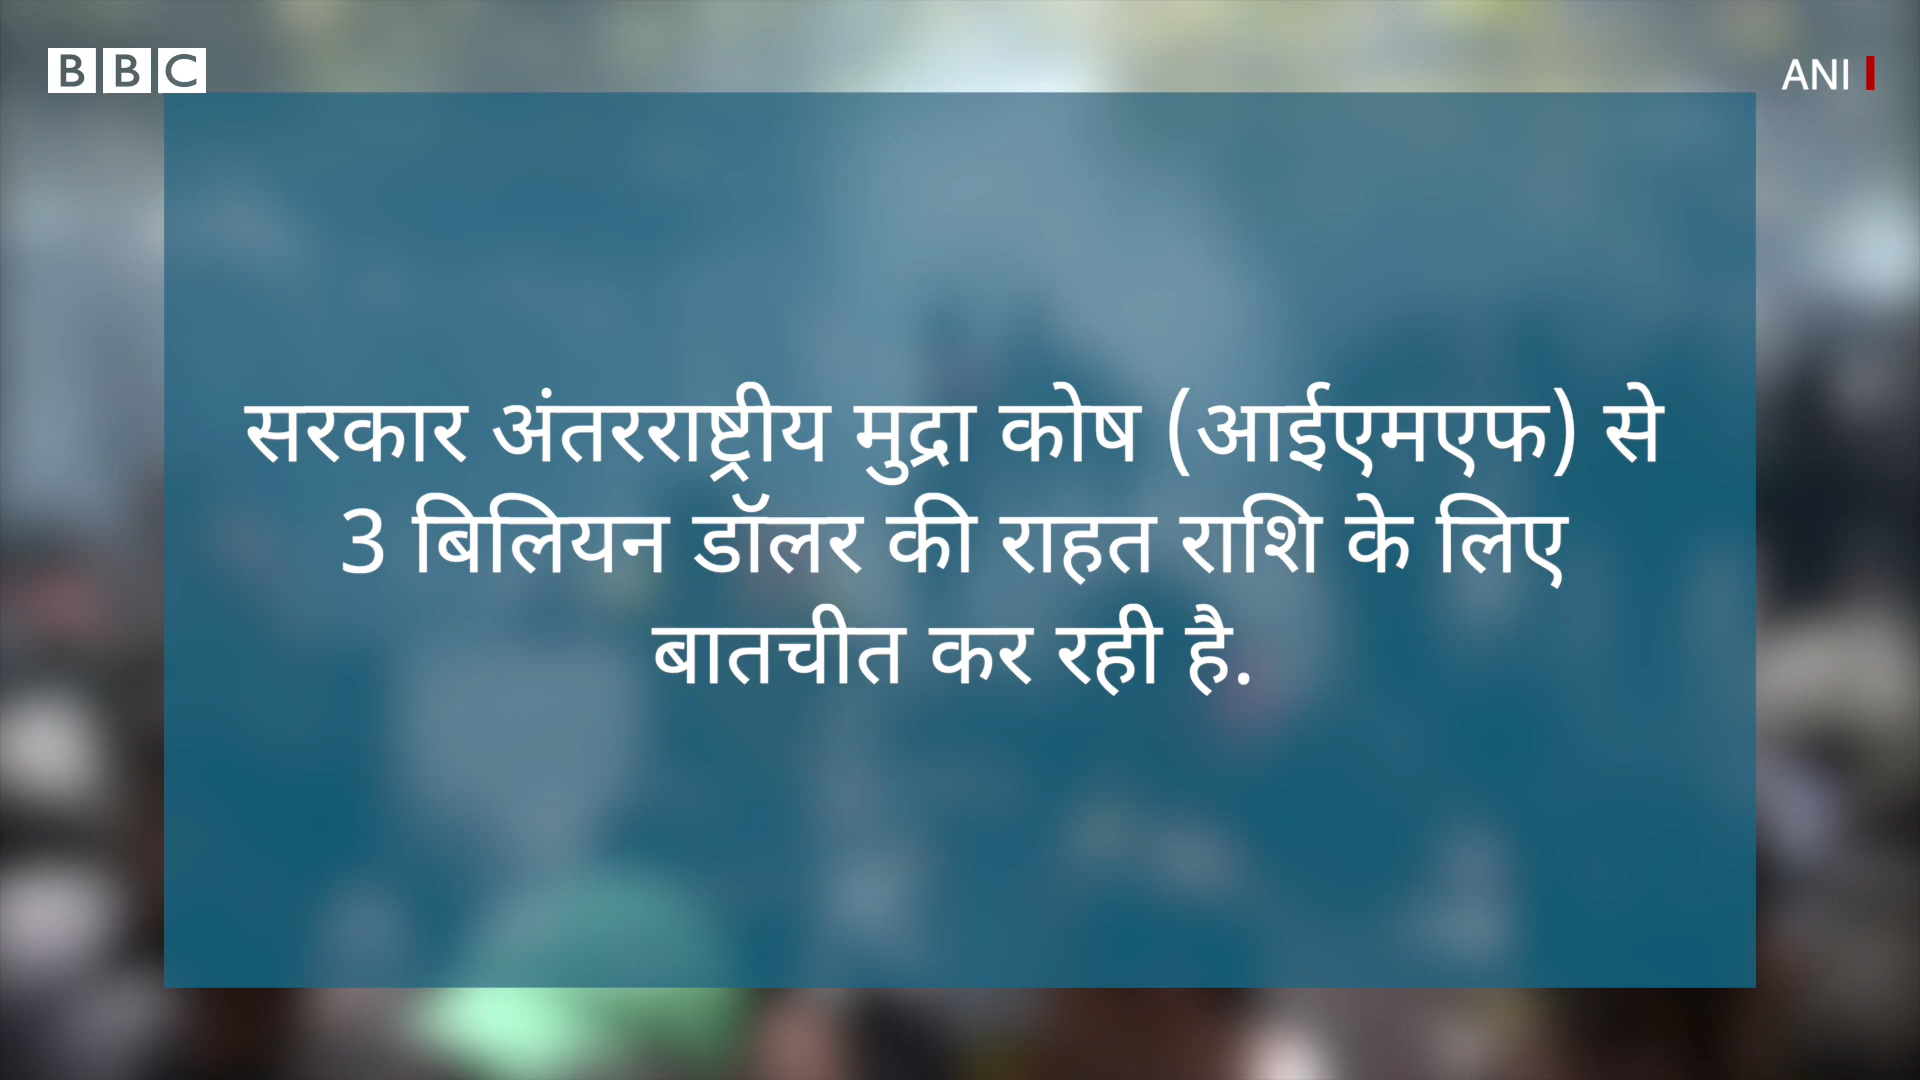 BBC
ANI
सरकार अंतरराष्ट्रीय मुद्रा कोष (आईएमएफ) से
3 बिलियन डॉलर की राहत राशि के लिए
बातचीत कर रही है.